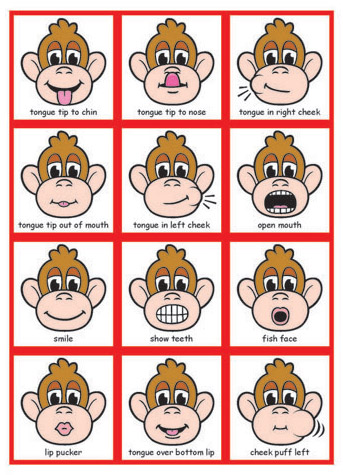 tongue tip to chin
tongue tip to nose
tongue in right cheek
tongue tip out of mouth
tongue in left cheek
open mouth
smile
show teeth
fish face
lip pucker
tongue over bottom lip
cheek puff left